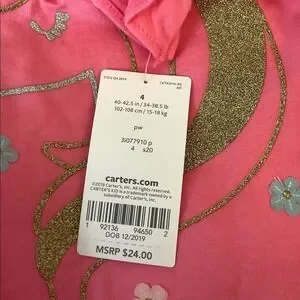 4
40-42.5 in / 34-38.5 lb
102-108 cm / 15-18 kg
pw
3I077910 p
4 s20
carters.com
©2018 Carter's, Inc. All rights reserved.
CARTER'S KID is a trademark owned by a
subsidiary of Carter's, Inc.
1 92136 94650 2
DOB 12/2019
MSRP $24.00